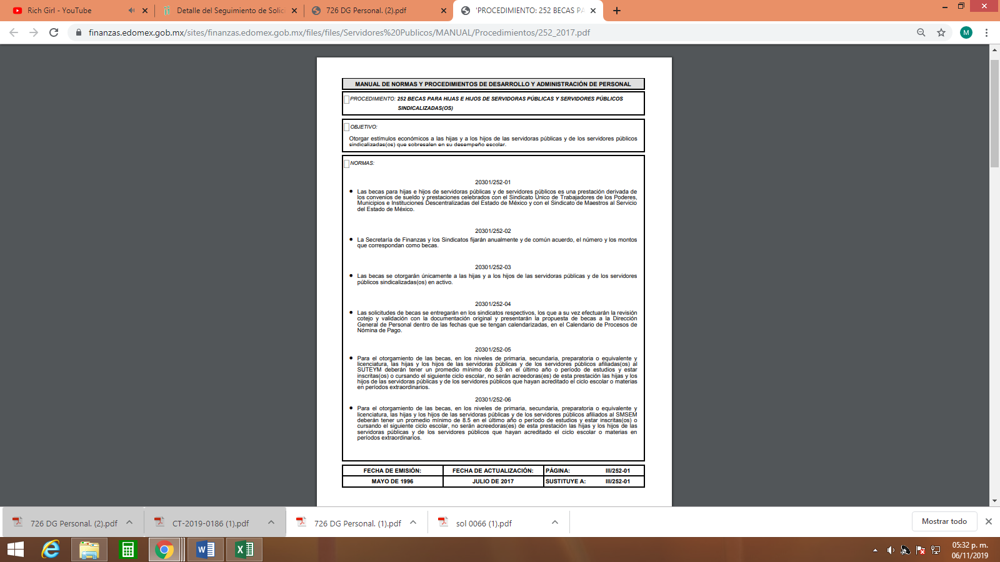 Rich Girl - YouTube
Detalle del Seguimiento de Solici
726 DG Personal. (2).pdf
'PROCEDIMIENTO: 252 BECAS PA
finanzas.edomex.gob.mx/sites/finanzas.edomex.gob.mx/files/files/Servidores%20Publicos/MANUAL/Procedimientos/252_2017.pdf
M
MANUAL DE NORMAS Y PROCEDIMIENTOS DE DESARROLLO Y ADMINISTRACIÓN DE PERSONAL
PROCEDIMIENTO: 252 BECAS PARA HIJAS E HIJOS DE SERVIDORAS PÚBLICAS Y SERVIDORES PÚBLICOS
SINDICALIZADAS(OS)
OBJETIVO:
Otorgar estímulos económicos a las hijas y a los hijos de las servidoras públicas y de los servidores públicos
sindicalizadas(os) que sobresalen en su desempeño escolar.
NORMAS:
20301/252-01
• Las becas para hijas e hijos de servidoras públicas y de servidores públicos es una prestación derivada de
los convenios de sueldo y prestaciones celebrados con el Sindicato Único de Trabajadores de los Poderes,
Municipios e Instituciones Descentralizadas del Estado de México y con el Sindicato de Maestros al Servicio
del Estado de México.
20301/252-02
• La Secretaría de Finanzas y los Sindicatos fijarán anualmente y de común acuerdo, el número y los montos
que correspondan como becas.
20301/252-03
• Las becas se otorgarán únicamente a las hijas y a los hijos de las servidoras públicas y de los servidores
públicos sindicalizadas(os) en activo.
20301/252-04
• Las solicitudes de becas se entregarán en los sindicatos respectivos, los que a su vez efectuarán la revisión
cotejo y validación con la documentación original y presentarán la propuesta de becas a la Dirección
General de Personal dentro de las fechas que se tengan calendarizadas, en el Calendario de Procesos de
Nómina de Pago.
20301/252-05
• Para el otorgamiento de las becas, en los niveles de primaria, secundaria, preparatoria o equivalente y
licenciatura, las hijas y los hijos de las servidoras públicas y de los servidores públicos afiliadas(os) al
SUTEYM deberán tener un promedio mínimo de 8.3 en el último año o período de estudios y estar
inscritas(os) o cursando el siguiente ciclo escolar, no serán acreedoras(es) de esta prestación las hijas y los
hijos de las servidoras públicas y de los servidores públicos que hayan acreditado el ciclo escolar o materias
en períodos extraordinarios.
20301/252-06
• Para el otorgamiento de las becas, en los niveles de primaria, secundaria, preparatoria o equivalente y
licenciatura, las hijas y los hijos de las servidoras públicas y de los servidores públicos afiliados al SMSEM
deberán tener un promedio mínimo de 8.5 en el último año o período de estudios y estar inscritas(os) o
cursando el siguiente ciclo escolar, no serán acreedoras(es) de esta prestación las hijas y los hijos de las
servidoras públicas y de los servidores públicos que hayan acreditado el ciclo escolar o materias en
períodos extraordinarios.
FECHA DE EMISIÓN: FECHA DE ACTUALIZACIÓN: PÁGINA: III/252-01
MAYO DE 1996 JULIO DE 2017 SUSTITUYE A: III/252-01
726 DG Personal. (2).pdf
CT-2019-0186 (1).pdf
726 DG Personal. (1).pdf
sol 0066 (1).pdf
Mostrar todo
05:32 p. m.
06/11/2019